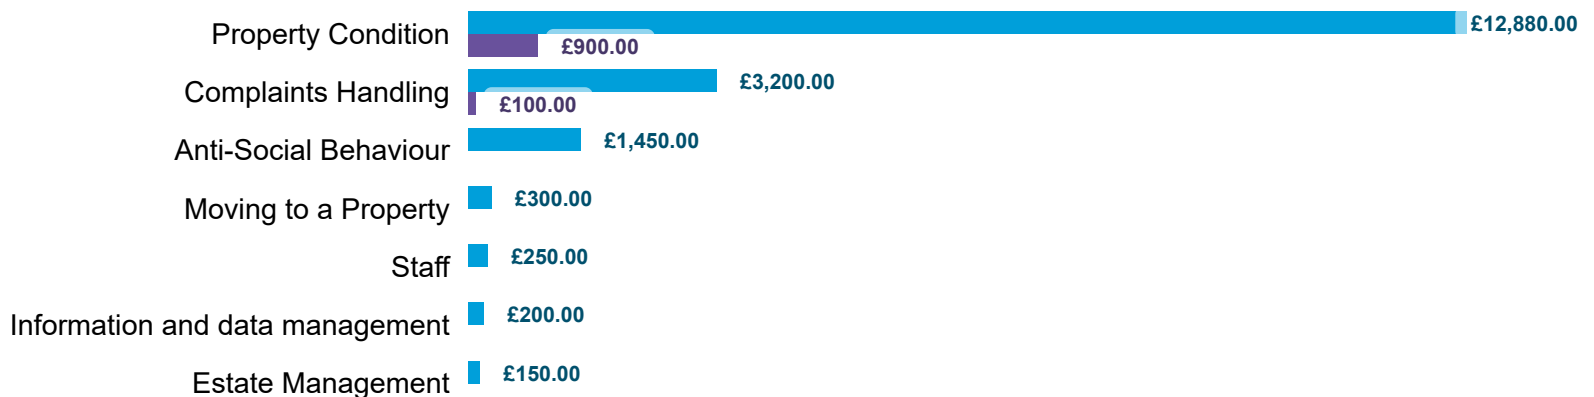 Property Condition £12,880.00
£900.00
Complaints Handling £3,200.00
£100.00
Anti-Social Behaviour £1,450.00
Moving to a Property £300.00
Staff £250.00
Information and data management £200.00
Estate Management £150.00